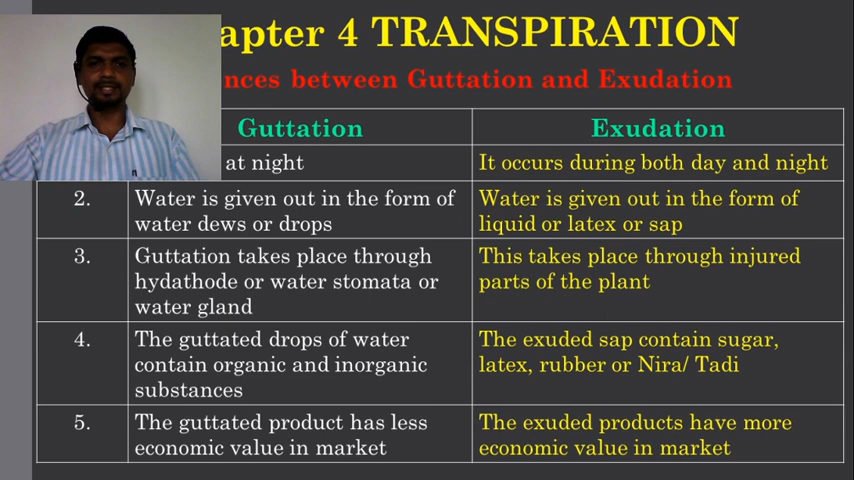 apter 4 TRANSPIRATION
nces between Guttation and Exudation
Guttation Exudation
at night It occurs during both day and night
2. Water is given out in the form of Water is given out in the form of
water dews or drops liquid or latex or sap
3. Guttation takes place through This takes place through injured
hydathode or water stomata or parts of the plant
water gland
4. The guttated drops of water The exuded sap contain sugar,
contain organic and inorganic latex, rubber or Nira/ Tadi
substances
5. The guttated product has less The exuded products have more
economic value in market economic value in market